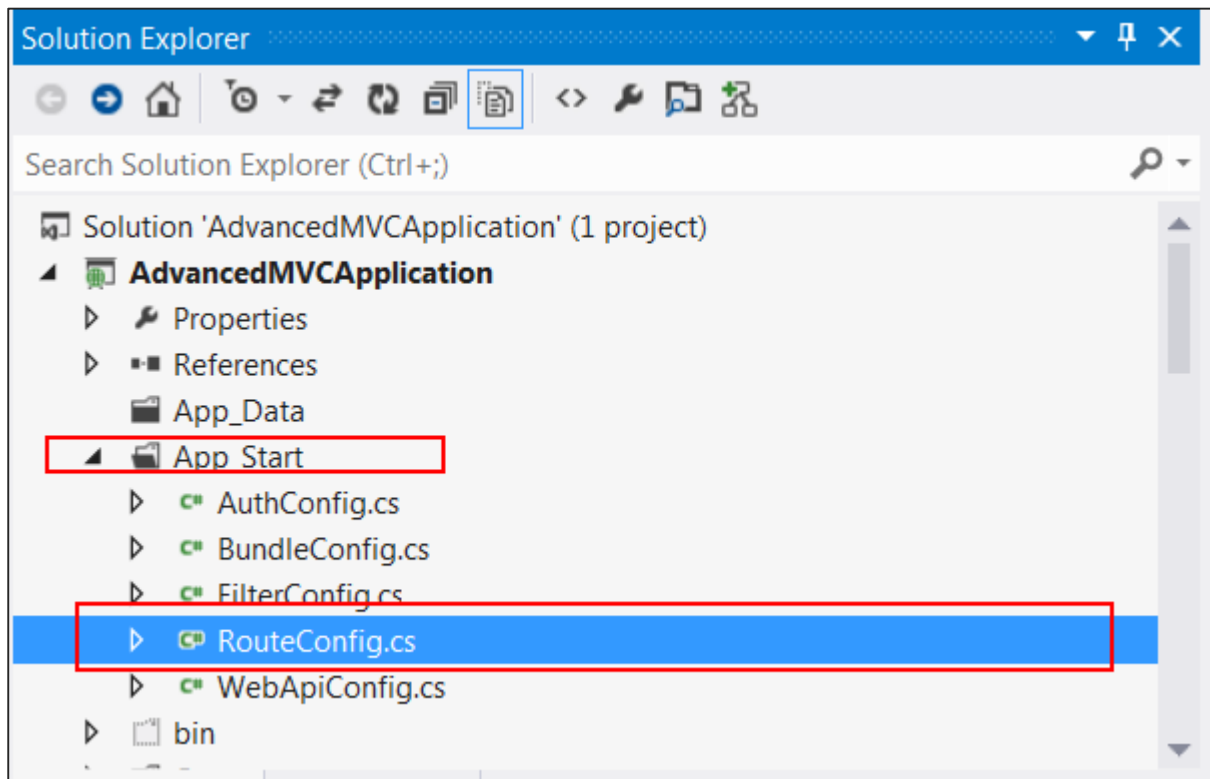 Solution Explorer
Search Solution Explorer (Ctrl+;)
Solution 'AdvancedMVCApplication' (1 project)
AdvancedMVCApplication
Properties
References
App_Data
App_Start
C# AuthConfig.cs
C# BundleConfig.cs
C# FilterConfig.cs
C# RouteConfig.cs
C# WebApiConfig.cs
bin